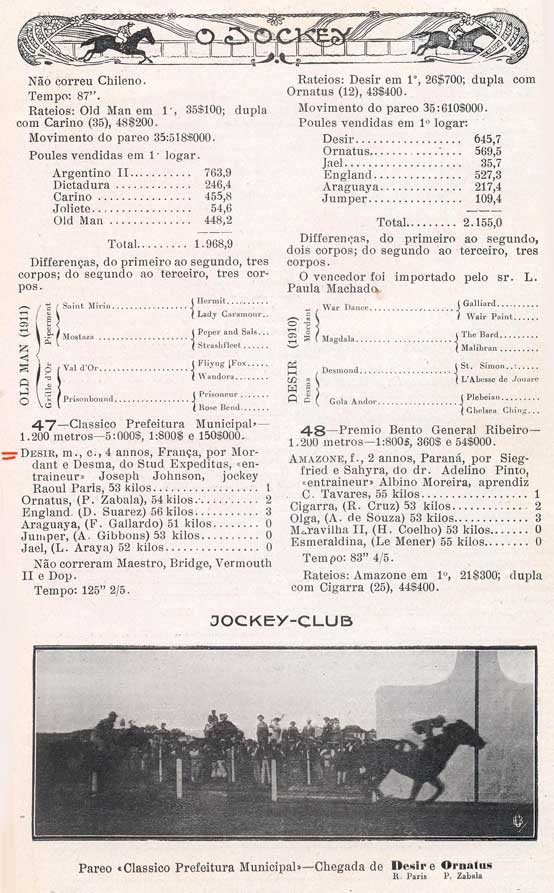 O JOCKEY
Não correu Chileno.
Tempo: 87".
Rateios: Old Man em 1·, 35$100; dupla
com Carino (35), 48$200.
Movimento do pareo 35:518$000.
Poules vendidas em 1· logar.
Argentino II........... 763,9
Dictadura ............. 246,4
Carino ................ 455,8
Joliete................ 54,6
Old Man ............... 448,2
Total......... 1.968,9
Differenças, do primeiro ao segundo, tres
corpos; do segundo ao terceiro, tres cor-
pos.
OLD MAN (1911)
Piperment
Saint Mirin
Hermit..........
Lady Caramour..
Mostaza
Peper and Sals...
Strashfleet
Gville d'Or
Val d'Or
Fliyng Fox
Wandora
Prisonbound
Prisoneur
Rose Bend
47—Classico Prefeitura Municipal»—
1.200 metros—5:000$, 1:800$ e 150$000.
DESIR, m., c., 4 annos, França, por Mor-
dant e Desma, do Stud Expeditus, «en-
traineur» Joseph Johnson, jockey
Raoul Paris, 53 kilos............... 1
Ornatus, (P. Zabala), 54 kilos......... 2
England. (D. Suarez) 56 kilos......... 3
Araguaya, (F. Gallardo) 51 kilos...... 0
Jumper, (A. Gibbons) 53 kilos........ 0
Jael, (L. Araya) 52 kilos............. 0
Não correram Maestro, Bridge, Vermouth
II e Dop.
Tempo: 125" 2/5.
Rateios: Desir em 1º, 26$700; dupla com
Ornatus (12), 43$400.
Movimento do pareo 35:610$000.
Poules vendidas em 1º logar:
Desir................... 645,7
Ornatus................. 569,5
Jael.................... 35,7
England................. 527,3
Araguaya................ 217,4
Jumper.................. 109,4
Total......... 2.155,0
Differenças, do primeiro ao segundo,
dois corpos; do segundo ao terceiro, tres
corpos.
O vencedor foi importado pelo sr. L.
Paula Machado.
DESIR (1910)
Mordant
War Dance
Galliard
Wair Paint
Magdala
The Bard
Malibran
Desma
Desmond
St. Simon
L'Abesse de Jouare
Gola Andor
Plebeian
Ghelsea Ching...
48—Premio Bento General Ribeiro—
1.200 metros—1:800$, 360$ e 54$000.
AMAZONE, f., 2 annos, Paraná, por Sieg-
fried e Sahyra, do dr. Adelino Pinto,
«entraineur» Albino Moreira, aprendiz
C. Tavares, 55 kilos................ 1
Cigarra, (R. Cruz) 53 kilos........... 2
Olga, (A. de Souza) 53 kilos.......... 3
Maravilha II, (H. Coelho) 53 kilos..... 0
Esmeraldina, (Le Mener) 55 kilos...... 0
Tempo: 83" 4/5.
Rateios: Amazone em 1º, 21$300; dupla
com Cigarra (25), 44$400.
JOCKEY-CLUB
Pareo «Classico Prefeitura Municipal»—Chegada de Desir e Ornatus
R. Paris P. Zabala